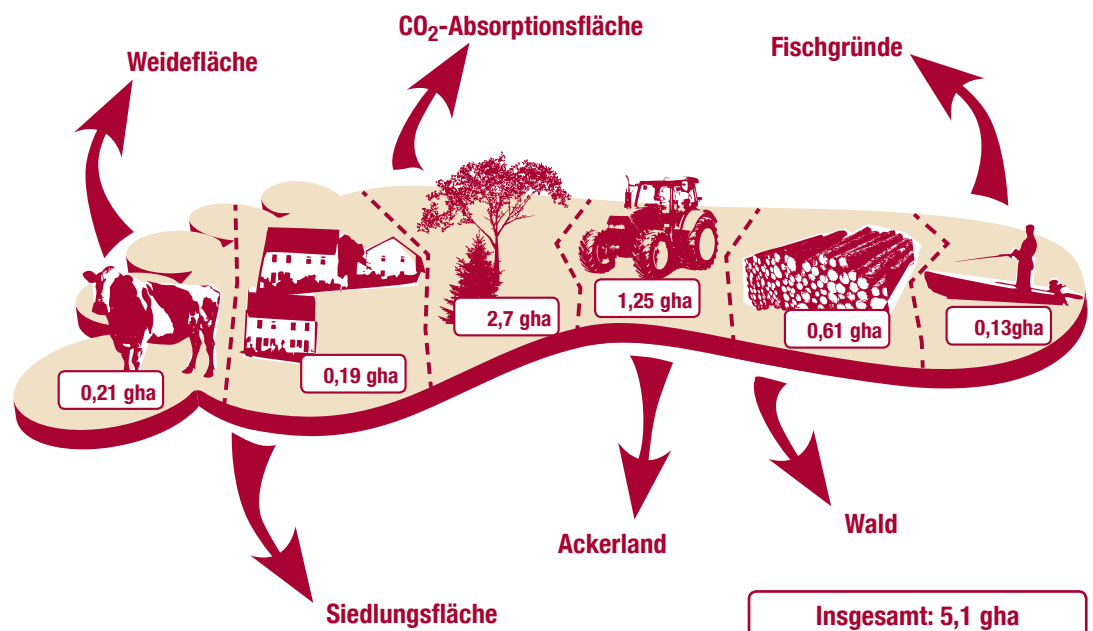 CO₂-Absorptionsfläche
Fischgründe
Weidefläche
1,25 gha
2,7 gha
0,61 gha
0,13gha
0,19 gha
0,21 gha
Wald
Ackerland
Siedlungsfläche
Insgesamt: 5,1 gha